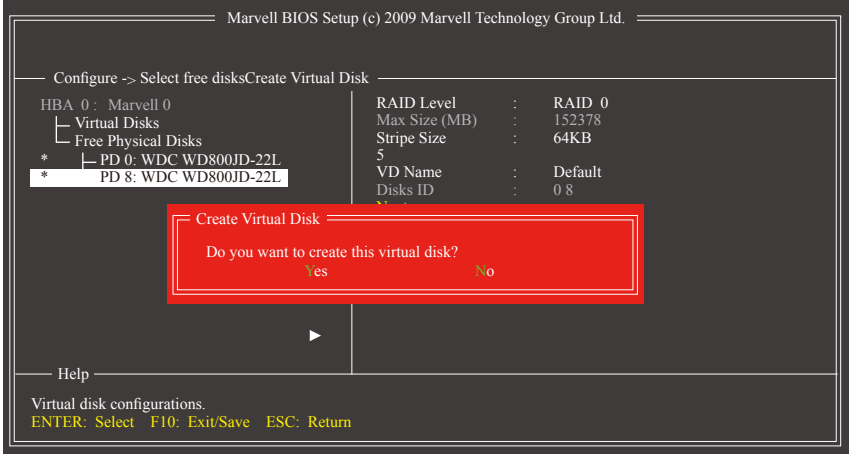 Marvell BIOS Setup (c) 2009 Marvell Technology Group Ltd.
Configure -> Select free disksCreate Virtual Disk
HBA 0 : Marvell 0
Virtual Disks
Free Physical Disks
* PD 0: WDC WD800JD-22L
* PD 8: WDC WD800JD-22L
RAID Level : RAID 0
Max Size (MB) : 152378
Stripe Size : 64KB
5
VD Name : Default
Disks ID : 0 8
Create Virtual Disk
Do you want to create this virtual disk?
Yes No
Help
Virtual disk configurations.
ENTER: Select F10: Exit/Save ESC: Return